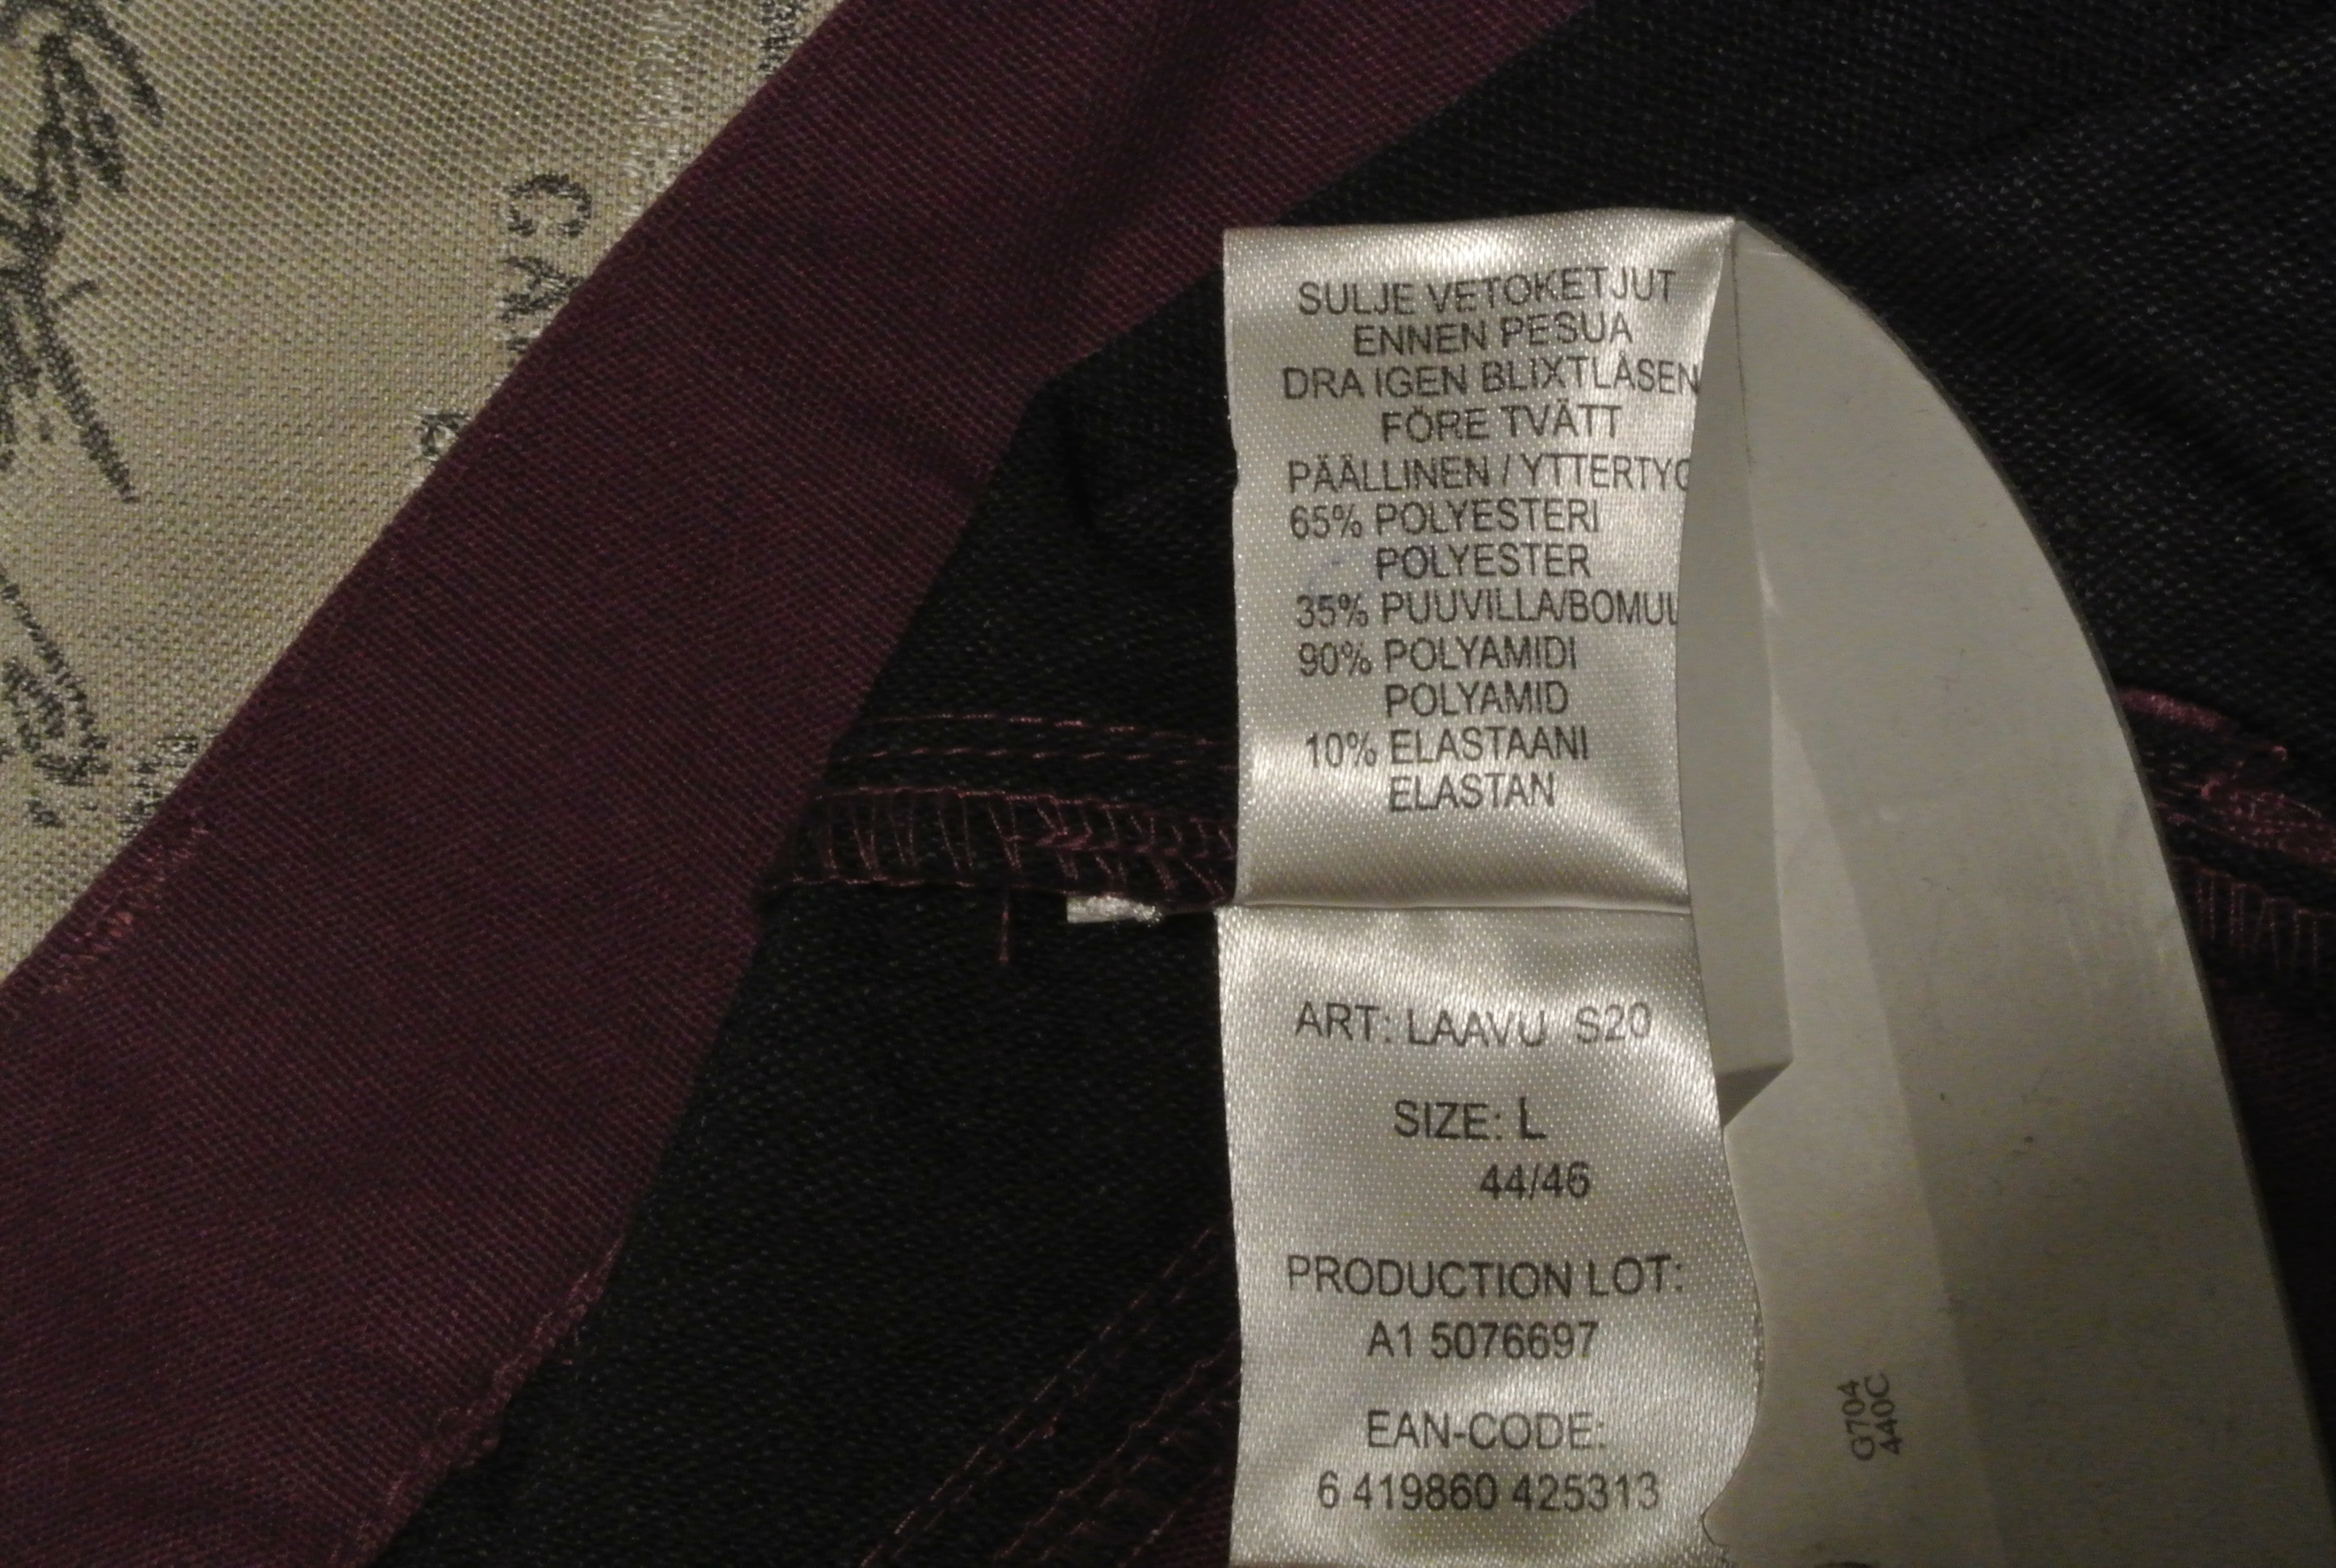 SULJE VETOKETJUT
ENNEN PESUA
DRA IGEN BLIXTLÅSEN
FÖRE TVÄTT
PÄÄLLINEN / YTTERTYG
65% POLYESTERI
POLYESTER
35% PUUVILLA/BOMUL
90% POLYAMIDI
POLYAMID
10% ELASTAANI
ELASTAN
ART: LAAVU S20
SIZE: L
44/46
PRODUCTION LOT:
A1 5076697
EAN-CODE:
6 419860 425313
G704
440C